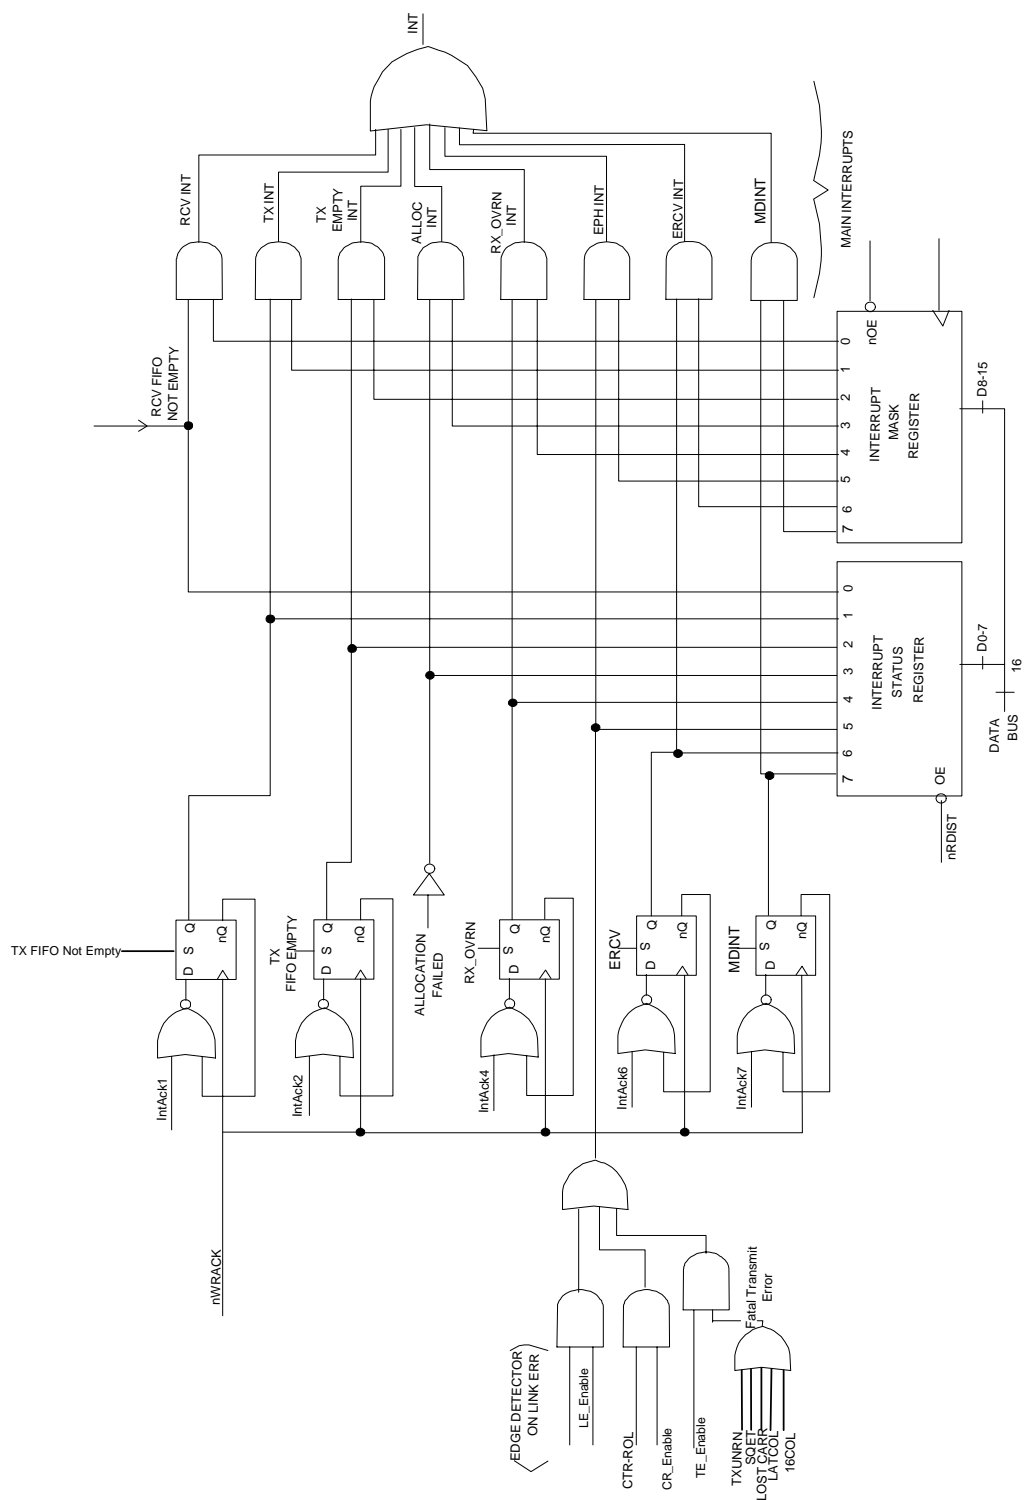 INT
RCV INT
TX INT
TX
EMPTY
INT
ALLOC
INT
RX_OVRN
INT
EPH INT
ERCV INT
MDINT
MAIN INTERRUPTS
RCV FIFO
NOT EMPTY
0
1
2
3
4
5
6
7
nOE
INTERRUPT
MASK
REGISTER
D8-15
0
1
2
3
4
5
6
7
INTERRUPT
STATUS
REGISTER
OE
nRDIST
D0-7
16
DATA
BUS
TX FIFO Not Empty
D
S
Q
nQ
IntAck1
TX
FIFO EMPTY
D
S
Q
nQ
IntAck2
ALLOCATION
FAILED
RX_OVRN
D
S
Q
nQ
IntAck4
ERCV
D
S
Q
nQ
IntAck6
MDINT
D
S
Q
nQ
IntAck7
nWRACK
EDGE DETECTOR
ON LINK ERR
LE_Enable
CTR-ROL
CR_Enable
TE_Enable
Fatal Transmit
Error
TXUNRN
SQET
LOST CARR
LATCOL
16COL